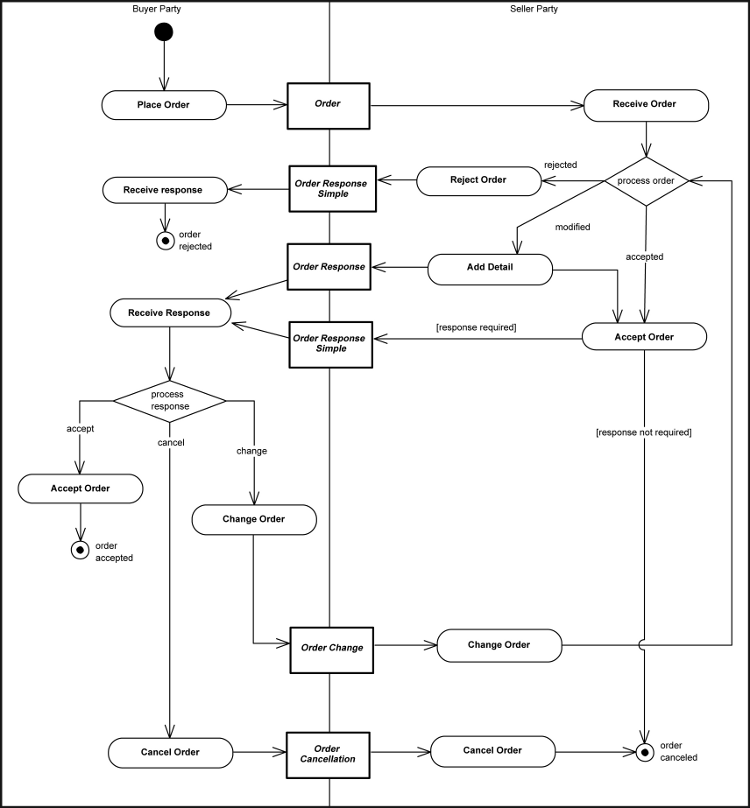 Buyer Party
Seller Party
Place Order
Order
Receive Order
rejected
Receive response
Order Response
Simple
Reject Order
process order
order
rejected
modified
accepted
Order Response
Add Detail
Receive Response
Order Response
Simple
[response required]
Accept Order
process
response
accept
cancel
change
[response not required]
Accept Order
Change Order
order
accepted
Order Change
Change Order
Cancel Order
Order
Cancellation
Cancel Order
order
canceled